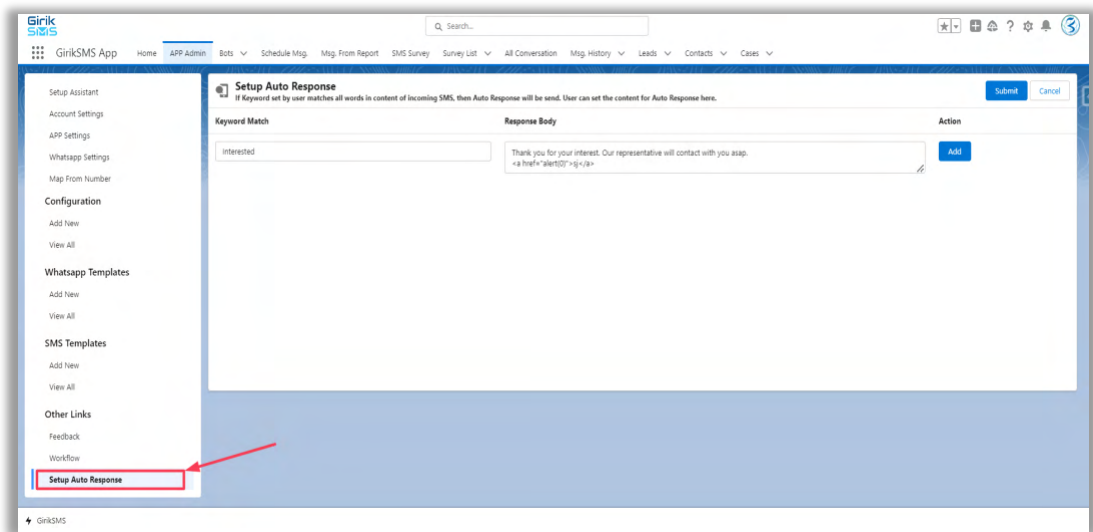 Girik
SMS
Search...
GirikSMS App Home APP Admin Bots Schedule Msg. Msg. From Report SMS Survey Survey List All Conversation Msg. History Leads Contacts Cases
Setup Assistant
Account Settings
APP Settings
Whatsapp Settings
Map From Number
Configuration
Add New
View All
Whatsapp Templates
Add New
View All
SMS Templates
Add New
View All
Other Links
Feedback
Workflow
Setup Auto Response
Setup Auto Response
If Keyword set by user matches all words in content of incoming SMS, then Auto Response will be send. User can set the content for Auto Response here.
Submit Cancel
Keyword Match Response Body Action
Interested
Thank you for your interest. Our representative will contact with you asap.
<a href="alert(0)">sj</a>
Add
GirikSMS